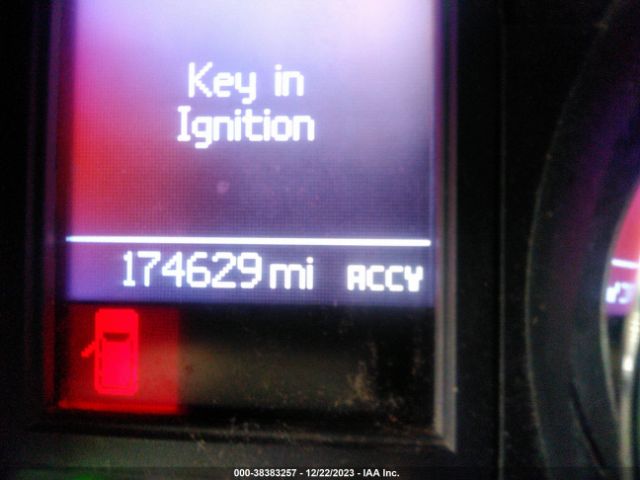 Key in
Ignition
174629 mi ACCY
000-38383257 - 12/22/2023 - IAA Inc.